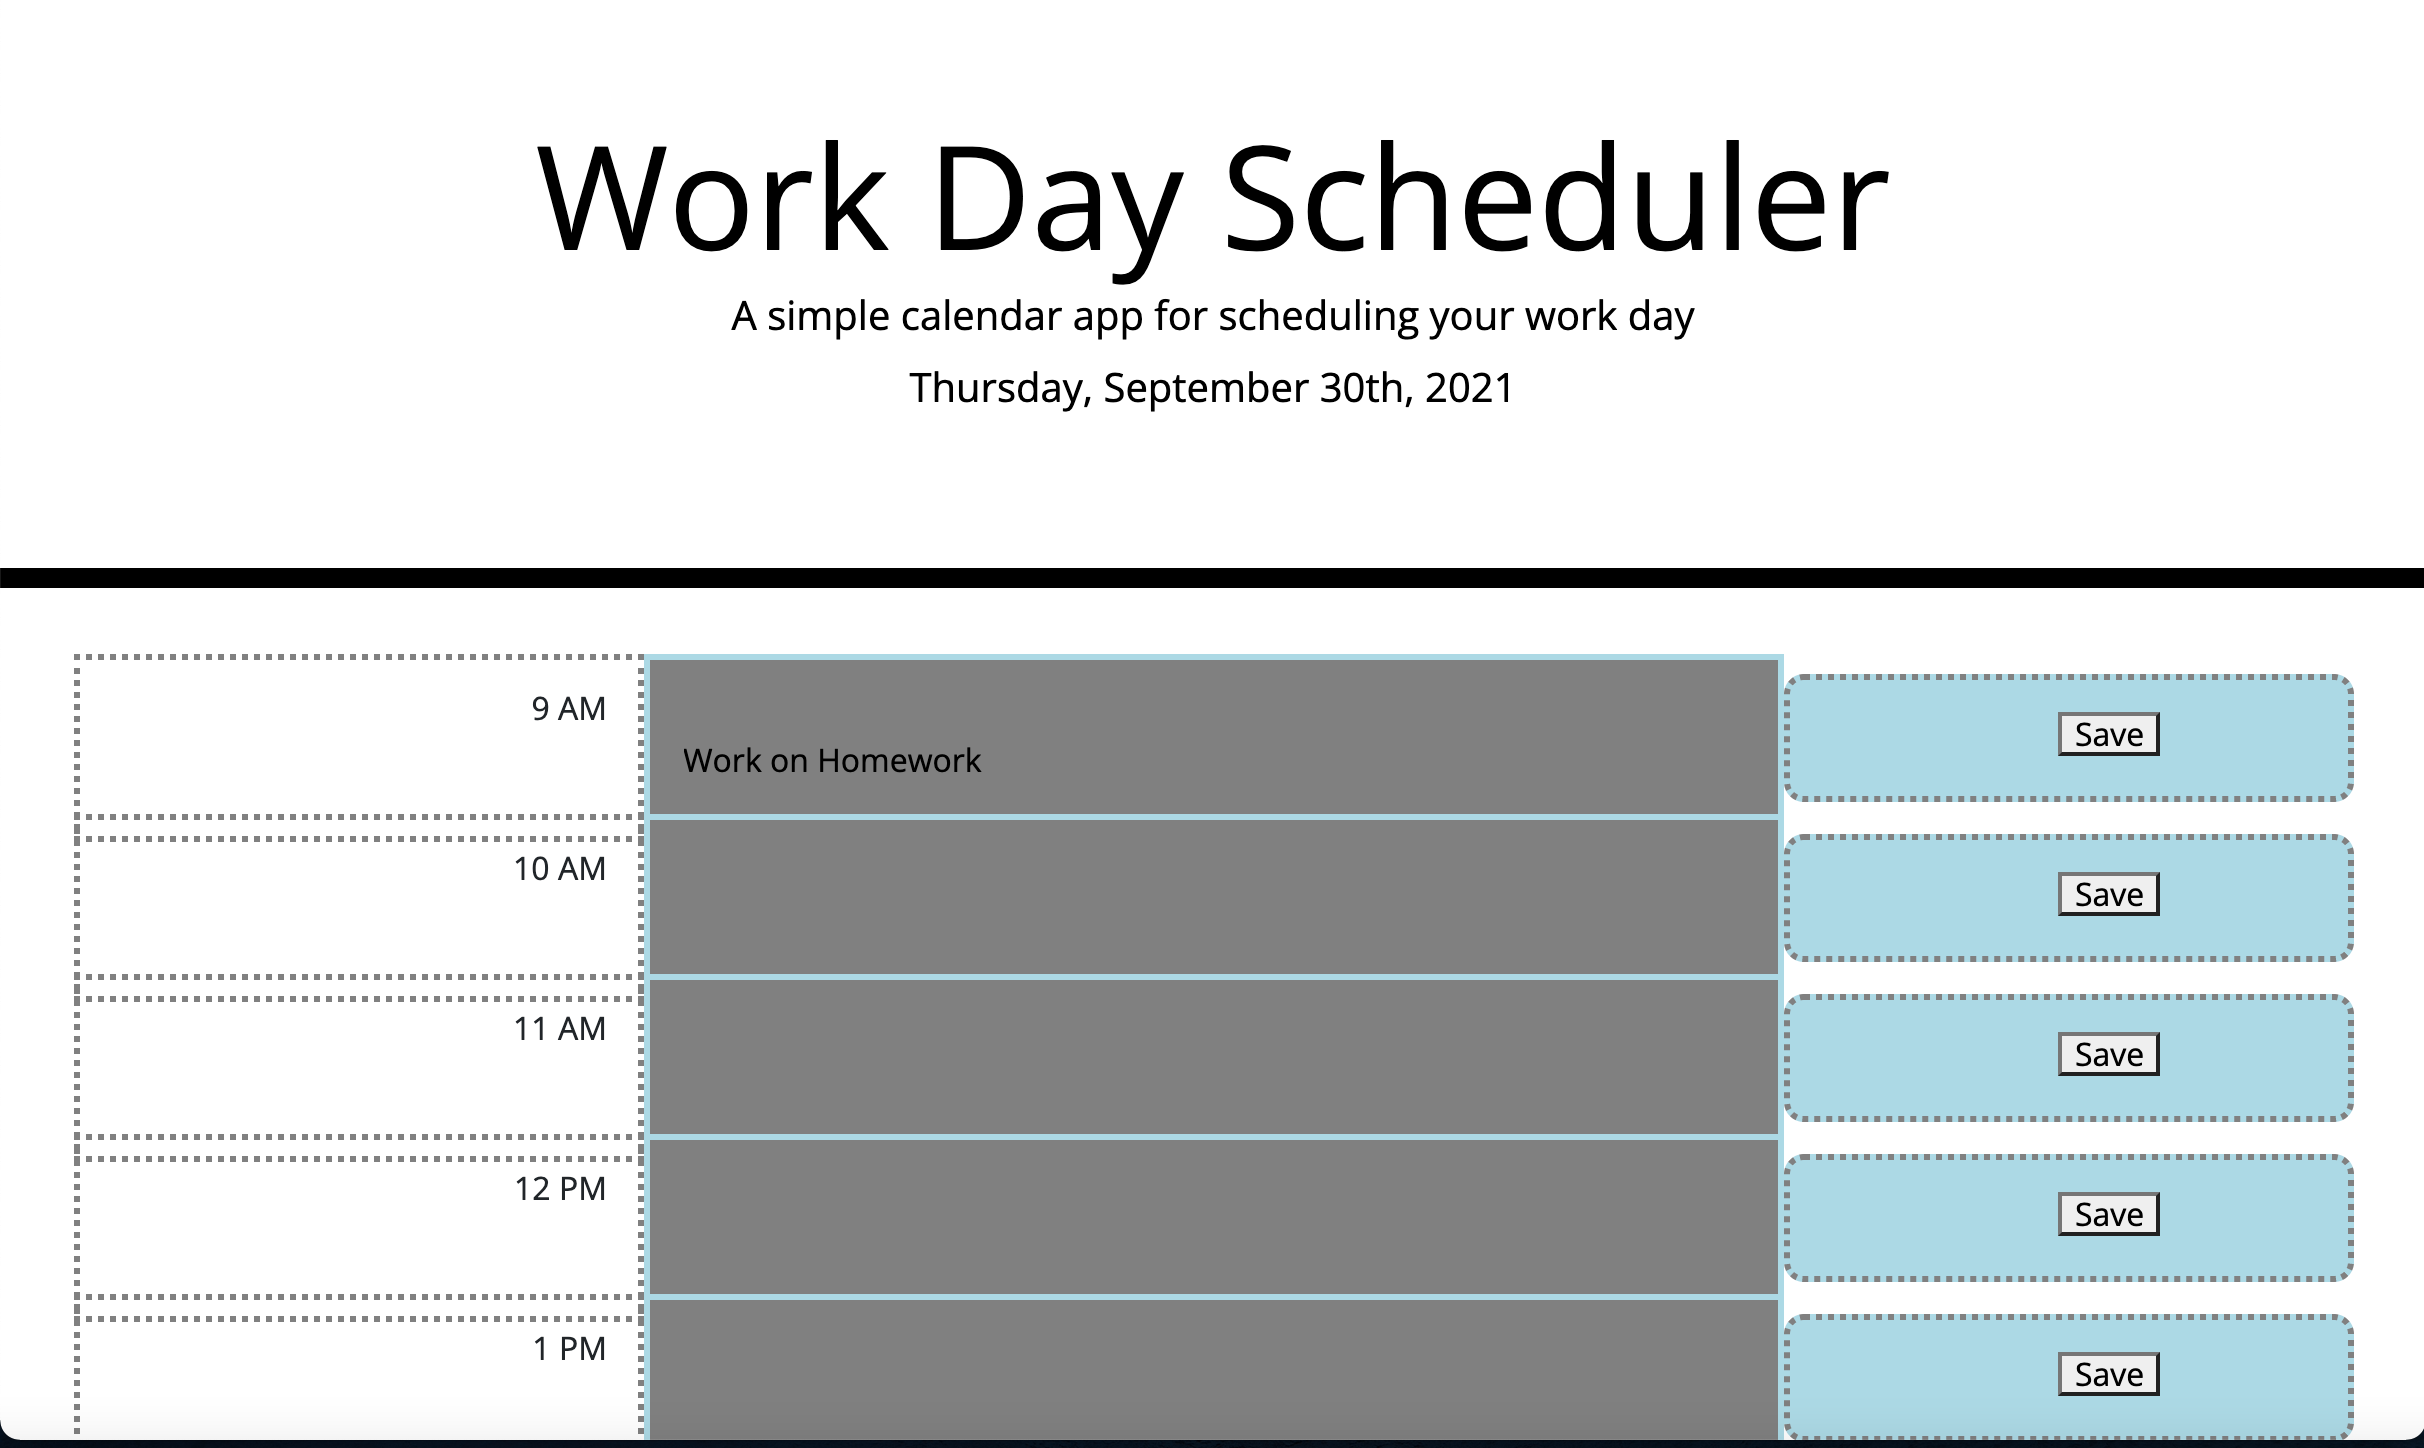 Work Day Scheduler
A simple calendar app for scheduling your work day
Thursday, September 30th, 2021
9 AM
Work on Homework
Save
10 AM
Save
11 AM
Save
12 PM
Save
1 PM
Save